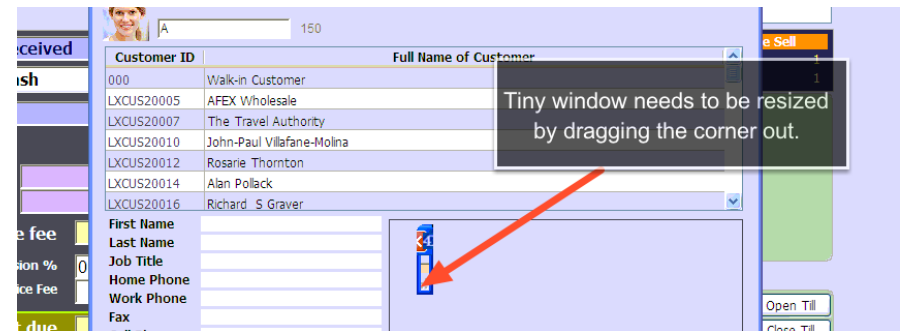 A
150
eceived
Customer ID
Full Name of Customer
e Sell
1
ash
000
Walk-in Customer
1
LXCUS20005
AFEX Wholesale
Tiny window needs to be resized
by dragging the corner out.
LXCUS20007
The Travel Authority
LXCUS20010
John-Paul Villafane-Molina
LXCUS20012
Rosarie Thornton
LXCUS20014
Alan Pollack
LXCUS20016
Richard S Graver
First Name
e fee
Last Name
Job Title
sion %
0
Home Phone
ice Fee
Work Phone
Open Till
Fax
t due
Close Till